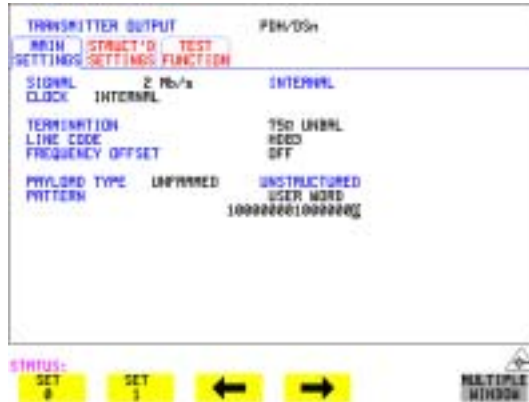 TRANSMITTER OUTPUT PDH/DSn
MAIN SETTINGS STRUCT'D SETTINGS TEST FUNCTION
SIGNAL 2 Mb/s INTERNAL
CLOCK INTERNAL
TERMINATION 75Ω UNBAL
LINE CODE HDB3
FREQUENCY OFFSET OFF
PAYLOAD TYPE UNFRAMED UNSTRUCTURED
PATTERN USER WORD
STATUS:
SET 0 SET 1 MULTIPLE WINDOW